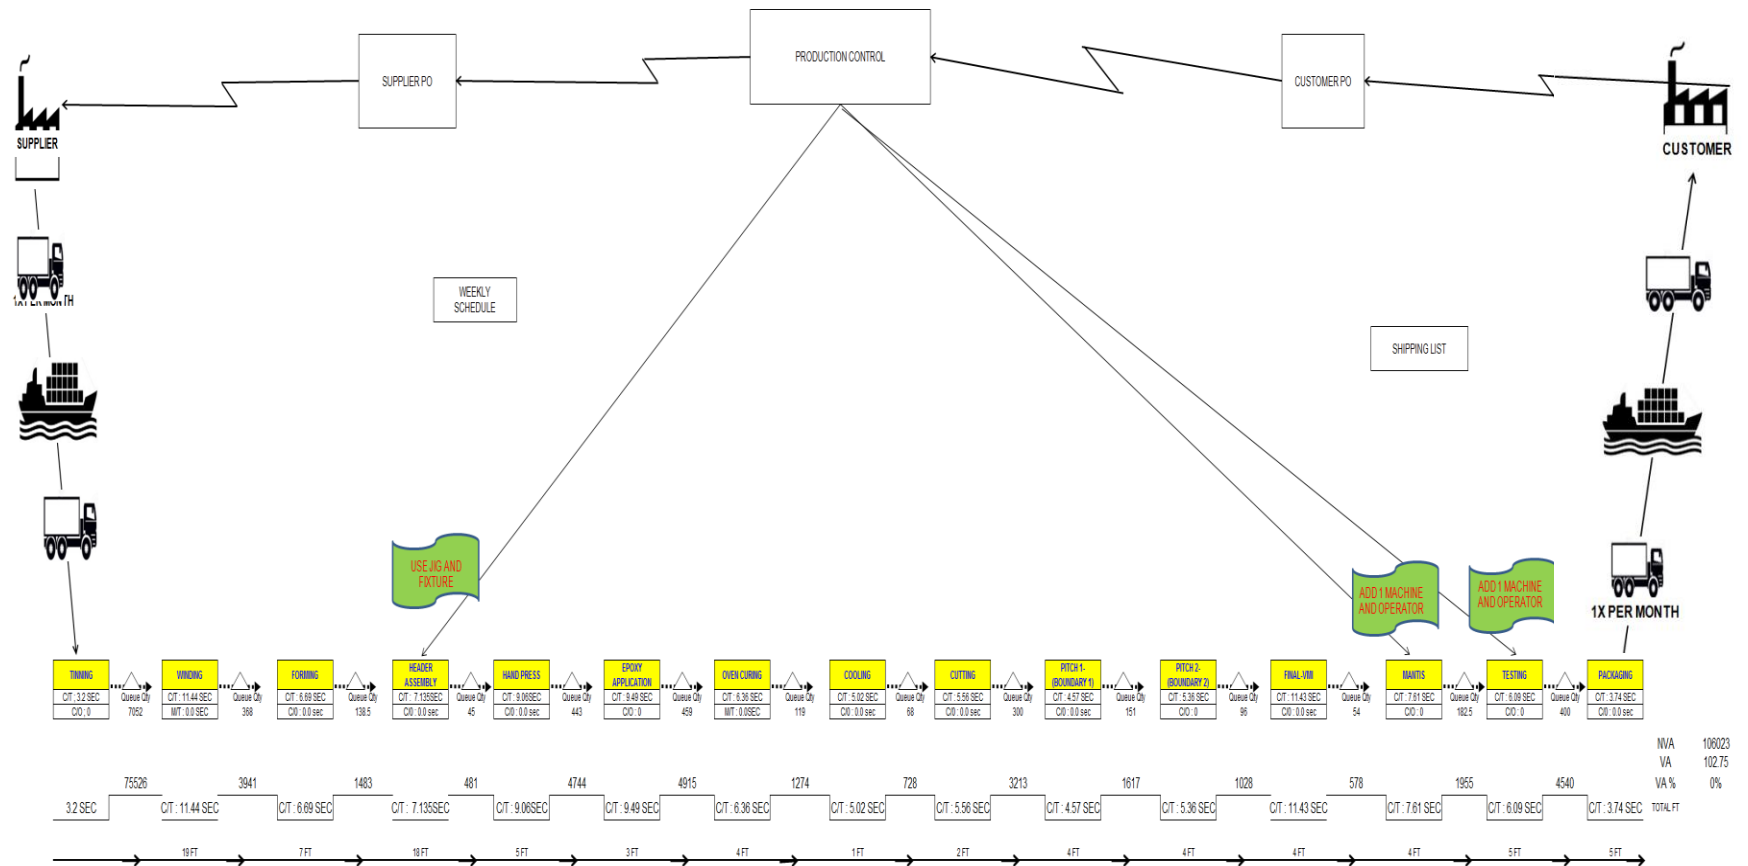 PRODUCTION CONTROL
SUPPLIER PO
CUSTOMER PO
SUPPLIER
CUSTOMER
1X PER MONTH
WEEKLY
SCHEDULE
SHIPPING LIST
USE JIG AND
FIXTURE
ADD 1 MACHINE
AND OPERATOR
ADD 1 MACHINE
AND OPERATOR
1X PER MONTH
TINNING
C/T : 3.2 SEC
C/O : 0
Queue Qty
7052
WINDING
C/T : 11.44 SEC
M/T : 0.0 SEC
Queue Qty
368
FORMING
C/T : 6.69 SEC
C/0 : 0.0 sec
Queue Qty
138.5
HEADER
ASSEMBLY
C/T : 7.135SEC
C/0 : 0.0 sec
Queue Qty
45
HAND PRESS
C/T : 9.06SEC
C/0 : 0.0 sec
Queue Qty
443
EPOXY
APPLICATION
C/T : 9.49 SEC
C/O : 0
Queue Qty
459
OVEN CURING
C/T : 6.36 SEC
M/T : 0.0SEC
Queue Qty
119
COOLING
C/T : 5.02 SEC
C/0 : 0.0 sec
Queue Qty
68
CUTTING
C/T : 5.56 SEC
C/0 : 0.0 sec
Queue Qty
300
PITCH 1-
(BOUNDARY 1)
C/T : 4.57 SEC
C/0 : 0.0 sec
Queue Qty
151
PITCH 2-
(BOUNDARY 2)
C/T : 5.36 SEC
C/O : 0
Queue Qty
96
FINAL-VMI
C/T : 11.43 SEC
C/0 : 0.0 sec
Queue Qty
54
MANTIS
C/T : 7.61 SEC
C/O : 0
Queue Qty
182.5
TESTING
C/T : 6.09 SEC
C/O : 0
Queue Qty
400
PACKAGING
C/T : 3.74 SEC
C/0 : 0.0 sec
NVA 106023
VA 102.75
VA % 0%
TOTAL FT
75526 3941 1483 481 4744 4915 1274 728 3213 1617 1028 578 1955 4540
3.2 SEC C/T : 11.44 SEC C/T : 6.69 SEC C/T : 7.135SEC C/T : 9.06SEC C/T : 9.49 SEC C/T : 6.36 SEC C/T : 5.02 SEC C/T : 5.56 SEC C/T : 4.57 SEC C/T : 5.36 SEC C/T : 11.43 SEC C/T : 7.61 SEC C/T : 6.09 SEC C/T : 3.74 SEC
19 FT 7 FT 18 FT 5 FT 3 FT 4 FT 1 FT 2 FT 4 FT 4 FT 4 FT 4 FT 5 FT 5 FT